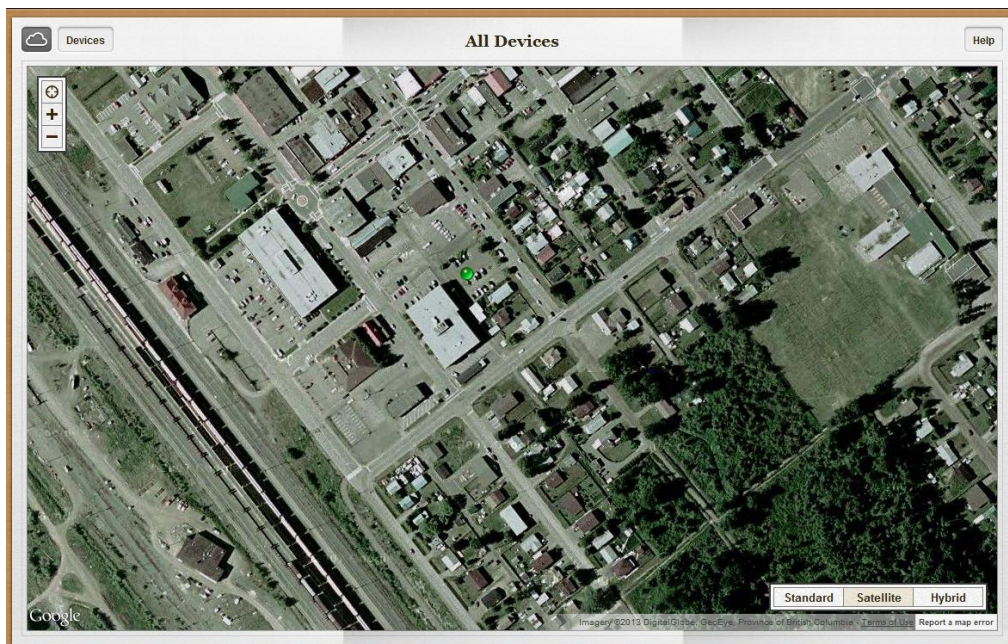 Devices
All Devices
Help
+
−
Standard
Satellite
Hybrid
Google
Imagery ©2013 DigitalGlobe, GeoEye, Province of British Columbia - Terms of Use
Report a map error